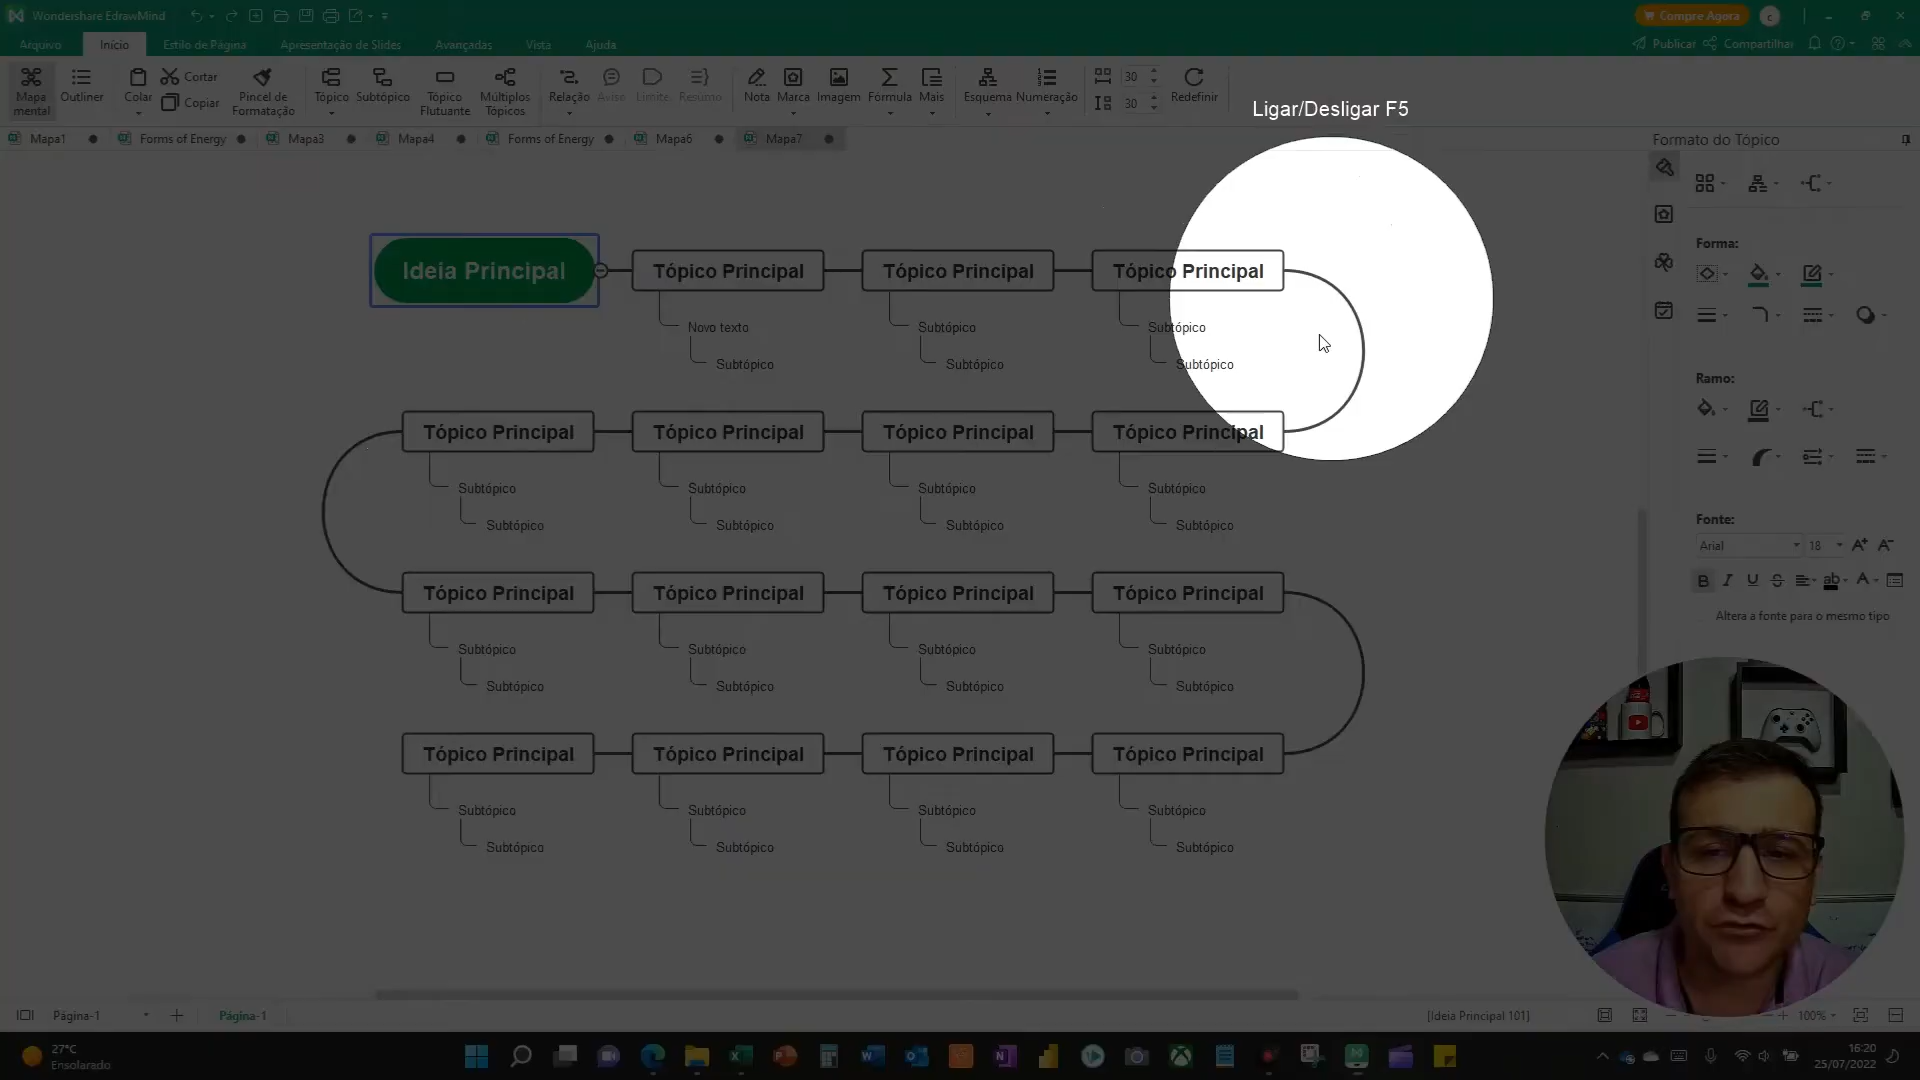 Wondershare EdrawMind
Compre Agora
c
Arquivo
Início
Estilo de Página
Apresentação de Slides
Avançadas
Vista
Ajuda
Publicar
Compartilhar
Mapa mental
Outliner
Colar
Cortar
Copiar
Pincel de Formatação
Tópico
Subtópico
Tópico Flutuante
Múltiplos Tópicos
Relação
Aviso
Limite
Resumo
Nota
Marca
Imagem
Fórmula
Mais
Esquema
Numeração
30
30
Redefinir
Ligar/Desligar F5
Mapa1
Forms of Energy
Mapa3
Mapa4
Forms of Energy
Mapa6
Mapa7
Formato do Tópico
Ideia Principal
Tópico Principal
Tópico Principal
Tópico Principal
Novo texto
Subtópico
Subtópico
Subtópico
Subtópico
Subtópico
Tópico Principal
Tópico Principal
Tópico Principal
Tópico Principal
Subtópico
Subtópico
Subtópico
Subtópico
Subtópico
Subtópico
Subtópico
Subtópico
Tópico Principal
Tópico Principal
Tópico Principal
Tópico Principal
Subtópico
Subtópico
Subtópico
Subtópico
Subtópico
Subtópico
Subtópico
Subtópico
Tópico Principal
Tópico Principal
Tópico Principal
Tópico Principal
Subtópico
Subtópico
Subtópico
Subtópico
Subtópico
Subtópico
Subtópico
Subtópico
Forma:
Ramo:
Fonte:
Arial
18
Altera a fonte para o mesmo tipo
Página-1
Página-1
[Ideia Principal 101]
100%
27°C
Ensolarado
16:20
25/07/2022